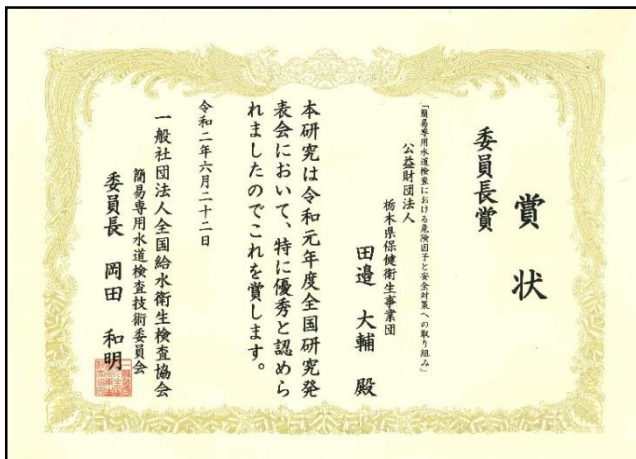 賞状
委員長賞
「簡易専用水道検査における危険因子と安全対策への取り組み」
公益財団法人
栃木県保健衛生事業団
田邉 大輔 殿
本研究は令和元年度全国研究発
表会において、特に優秀と認めら
れましたのでこれを賞します。
令和二年六月二十二日
一般社団法人全国給水衛生検査協会
簡易専用水道検査技術委員会
委員長 岡田 和明